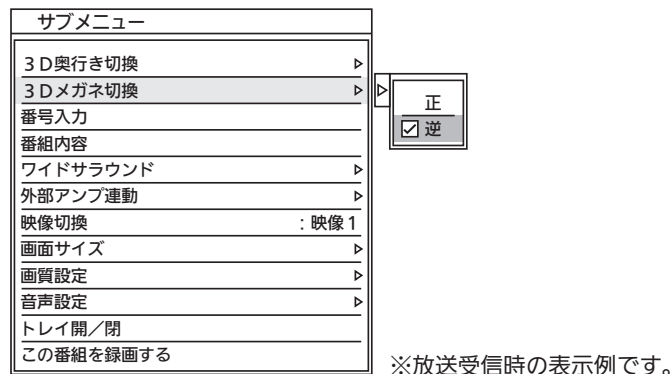 サブメニュー
3D奥行き切換
3Dメガネ切換
正
逆
番号入力
番組内容
ワイドサラウンド
外部アンプ連動
映像切換 :映像1
画面サイズ
画質設定
音声設定
トレイ開/閉
この番組を録画する
※放送受信時の表示例です。